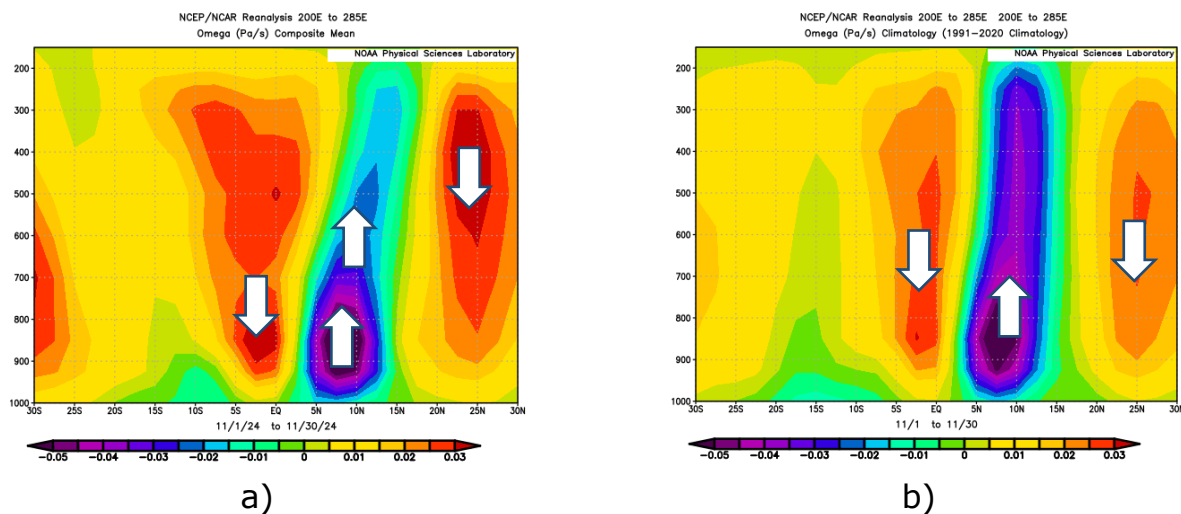 NCEP/NCAR Reanalysis 200E to 285E
Omega (Pa/s) Composite Mean
NOAA Physical Sciences Laboratory
200
300
400
500
600
700
800
900
1000
30S 25S 20S 15S 10S 5S EQ 5N 10N 15N 20N 25N 30N
11/1/24 to 11/30/24
−0.05 −0.04 −0.03 −0.02 −0.01 0 0.01 0.02 0.03
a)
NCEP/NCAR Reanalysis 200E to 285E 200E to 285E
Omega (Pa/s) Climatology (1991−2020 Climatology)
NOAA Physical Sciences Laboratory
200
300
400
500
600
700
800
900
1000
30S 25S 20S 15S 10S 5S EQ 5N 10N 15N 20N 25N 30N
11/1 to 11/30
−0.05 −0.04 −0.03 −0.02 −0.01 0 0.01 0.02 0.03
b)